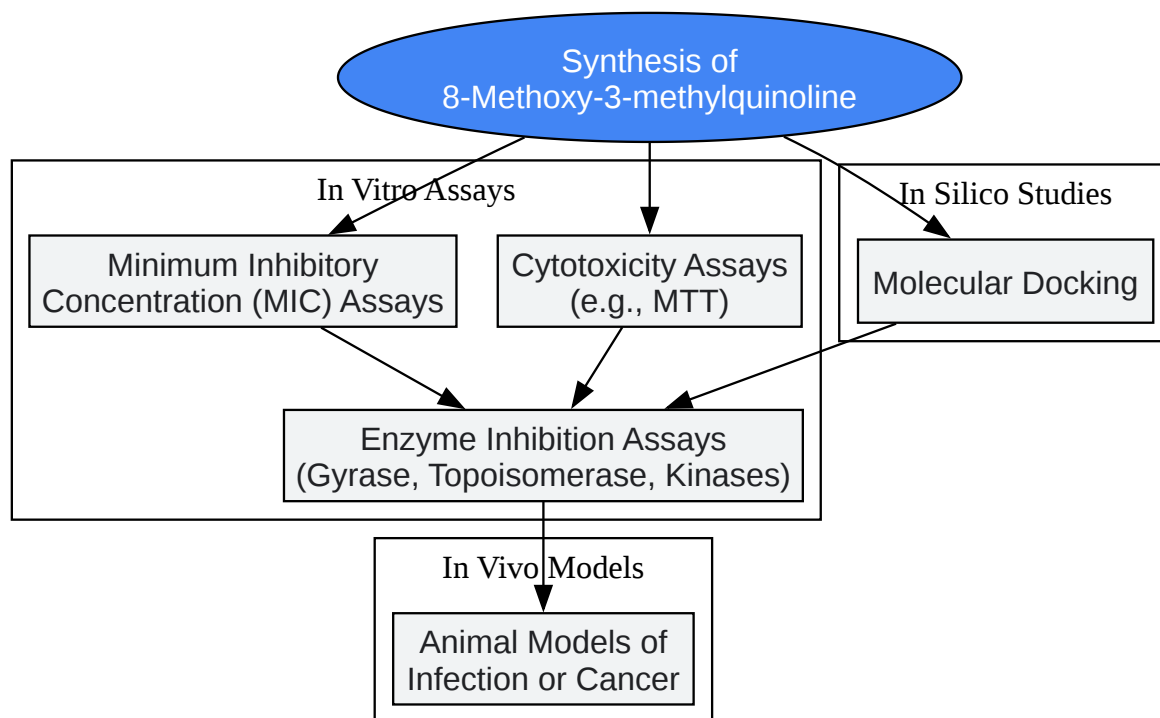 Synthesis of
8-Methoxy-3-methylquinoline
In Vitro Assays
In Silico Studies
Minimum Inhibitory
Concentration (MIC) Assays
Cytotoxicity Assays
(e.g., MTT)
Molecular Docking
Enzyme Inhibition Assays
(Gyrase, Topoisomerase, Kinases)
In Vivo Models
Animal Models of
Infection or Cancer